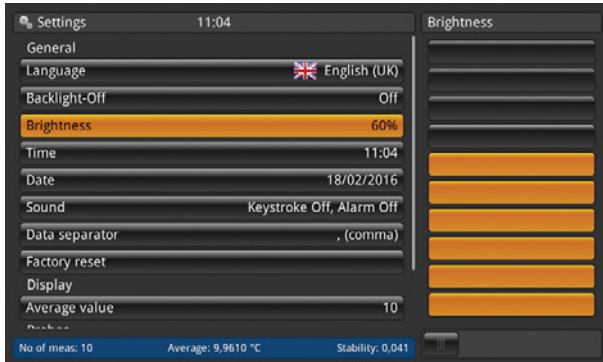 Settings 11:04 Brightness
General
Language English (UK)
Backlight-Off Off
Brightness 60%
Time 11:04
Date 18/02/2016
Sound Keystroke Off, Alarm Off
Data separator , (comma)
Factory reset
Display
Average value 10
No of meas: 10 Average: 9,9610 °C Stability: 0,041